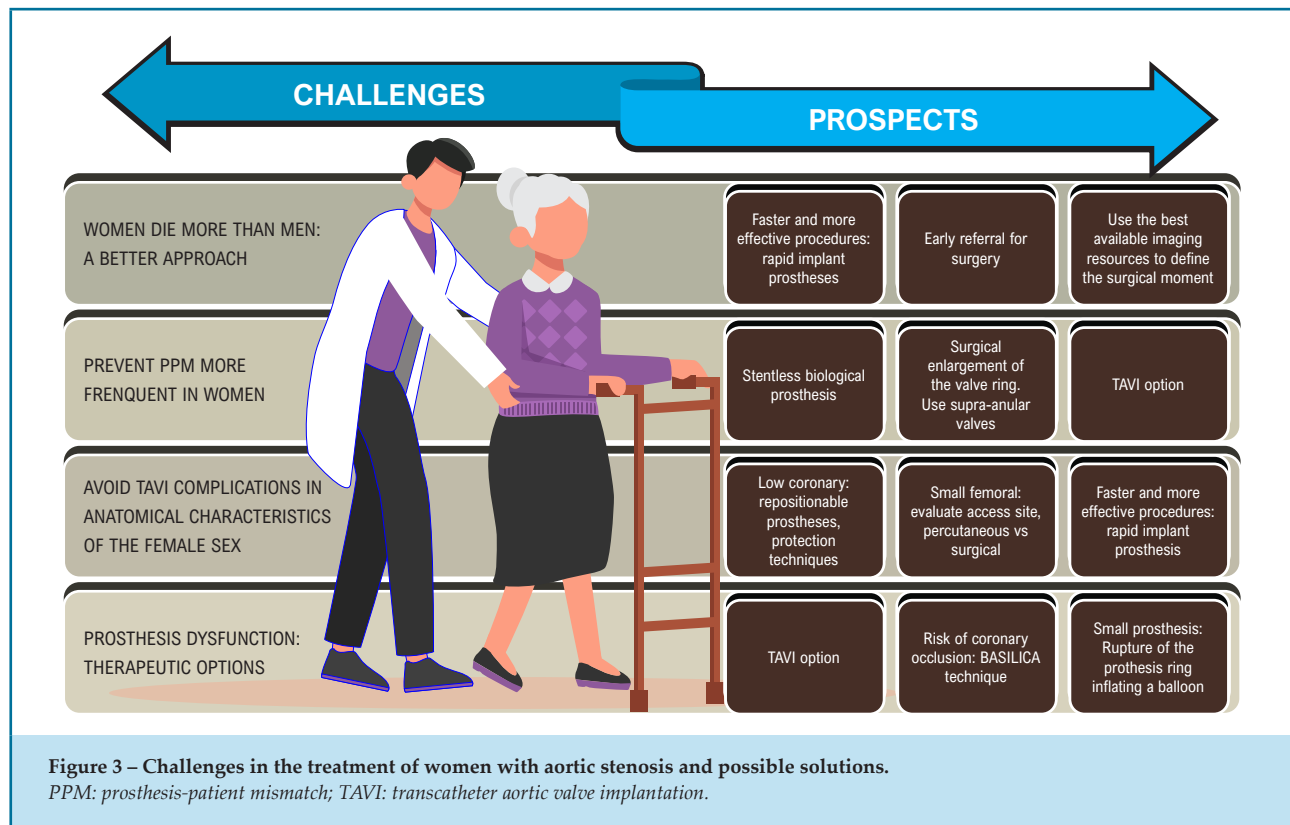 CHALLENGES
PROSPECTS
WOMEN DIE MORE THAN MEN:
A BETTER APPROACH
Faster and more
effective procedures:
rapid implant
prostheses
Early referral for
surgery
Use the best
available imaging
resources to define
the surgical moment
PREVENT PPM MORE
FRENQUENT IN WOMEN
Stentless biological
prosthesis
Surgical
enlargement of
the valve ring.
Use supra-anular
valves
TAVI option
AVOID TAVI COMPLICATIONS IN
ANATOMICAL CHARACTERISTICS
OF THE FEMALE SEX
Low coronary:
repositionable
prostheses,
protection
techniques
Small femoral:
evaluate access site,
percutaneous vs
surgical
Faster and more
effective procedures:
rapid implant
prosthesis
PROSTHESIS DYSFUNCTION:
THERAPEUTIC OPTIONS
TAVI option
Risk of coronary
occlusion: BASILICA
technique
Small prosthesis:
Rupture of the
prothesis ring
inflating a balloon
Figure 3 – Challenges in the treatment of women with aortic stenosis and possible solutions.
PPM: prosthesis-patient mismatch; TAVI: transcatheter aortic valve implantation.